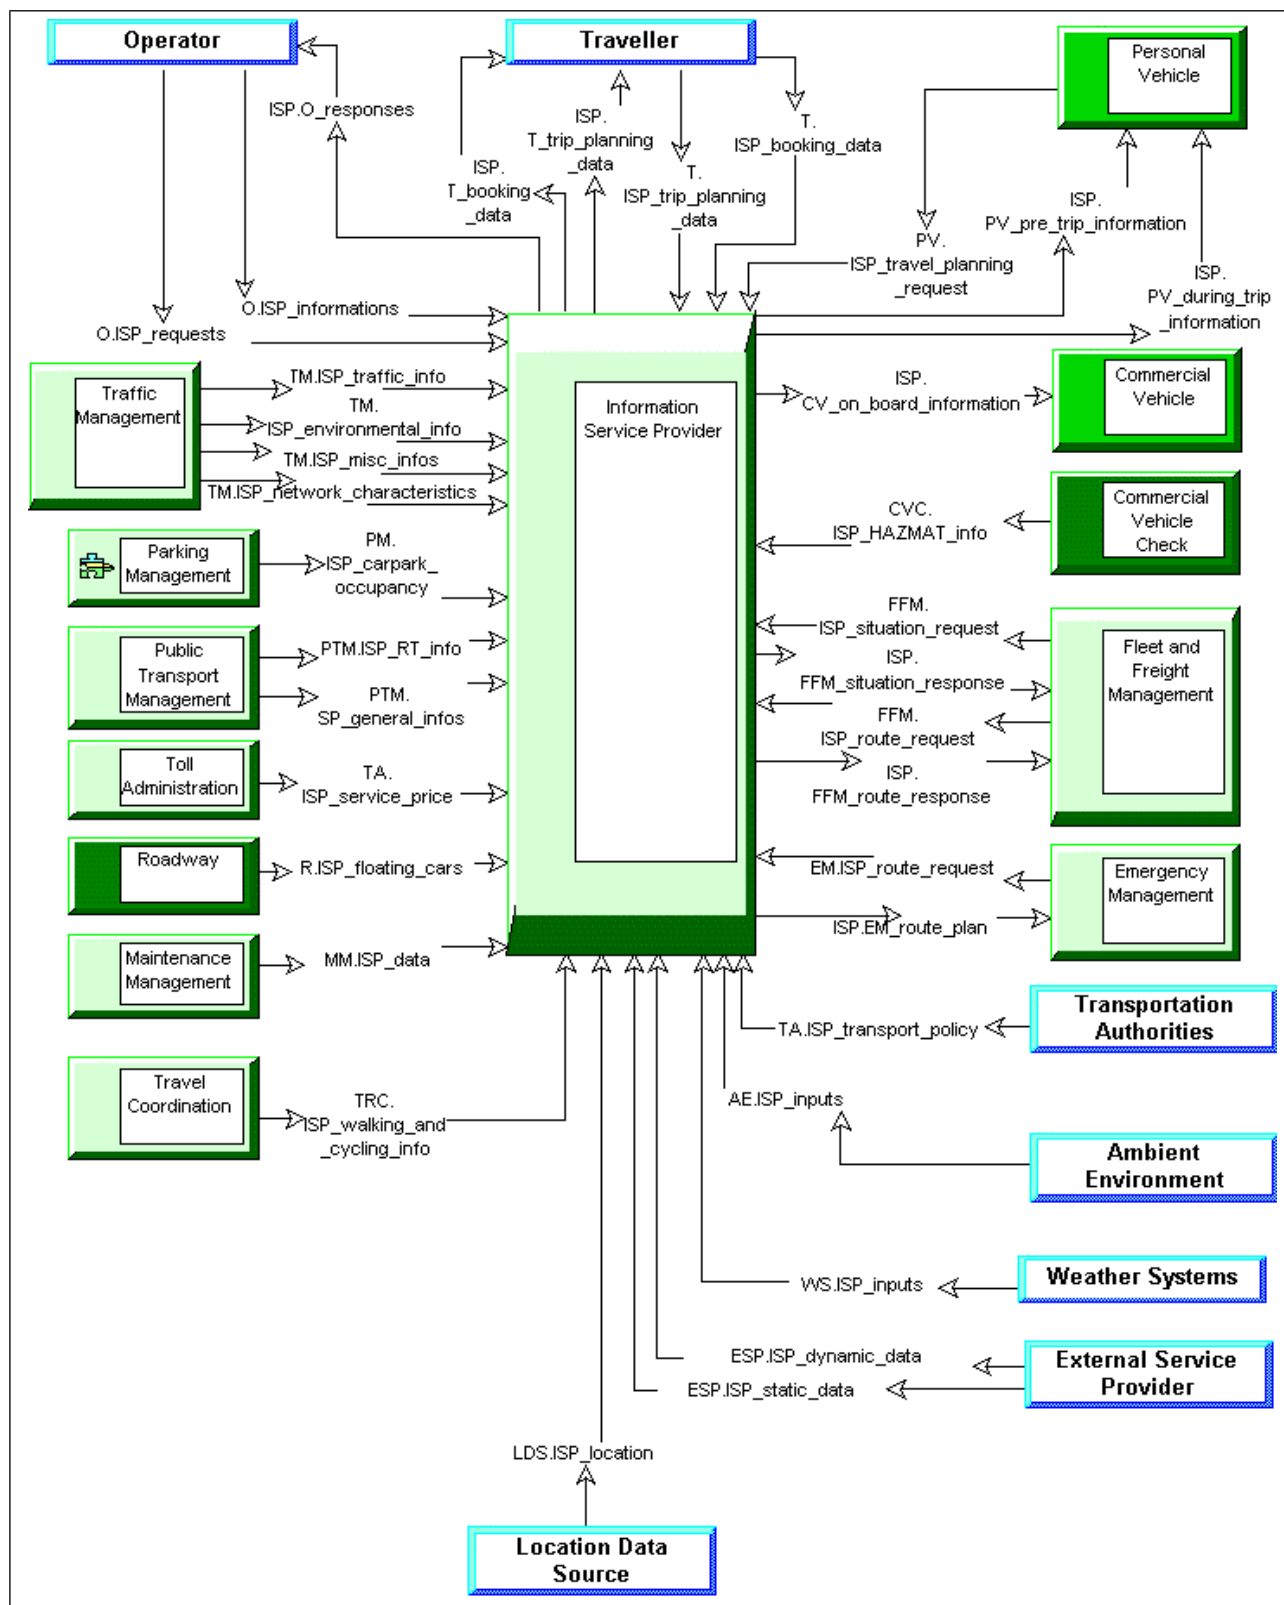 Operator
Traveller
Personal
Vehicle
ISP.O_responses
ISP.
T_trip_planning
_data
T.
ISP_booking_data
ISP.
T_booking
_data
T.
ISP_trip_planning
_data
ISP.
PV_pre_trip_information
PV.
ISP_travel_planning
_request
ISP.
PV_during_trip
_information
O.ISP_informations
O.ISP_requests
Traffic
Management
TM.ISP_traffic_info
TM.
ISP_environmental_info
TM.ISP_misc_infos
TM.ISP_network_characteristics
Information
Service Provider
ISP.
CV_on_board_information
Commercial
Vehicle
CVC.
ISP_HAZMAT_info
Commercial
Vehicle
Check
Parking
Management
PM.
ISP_carpark_
occupancy
Public
Transport
Management
PTM.ISP_RT_info
PTM.
SP_general_infos
FFM.
ISP_situation_request
ISP.
FFM_situation_response
FFM.
ISP_route_request
ISP.
FFM_route_response
Fleet and
Freight
Management
Toll
Administration
TA.
ISP_service_price
Roadway
R.ISP_floating_cars
EM.ISP_route_request
ISP.EM_route_plan
Emergency
Management
Maintenance
Management
MM.ISP_data
TA.ISP_transport_policy
Transportation
Authorities
Travel
Coordination
TRC.
ISP_walking_and
_cycling_info
AE.ISP_inputs
Ambient
Environment
WS.ISP_inputs
Weather Systems
ESP.ISP_dynamic_data
ESP.ISP_static_data
External Service
Provider
LDS.ISP_location
Location Data
Source